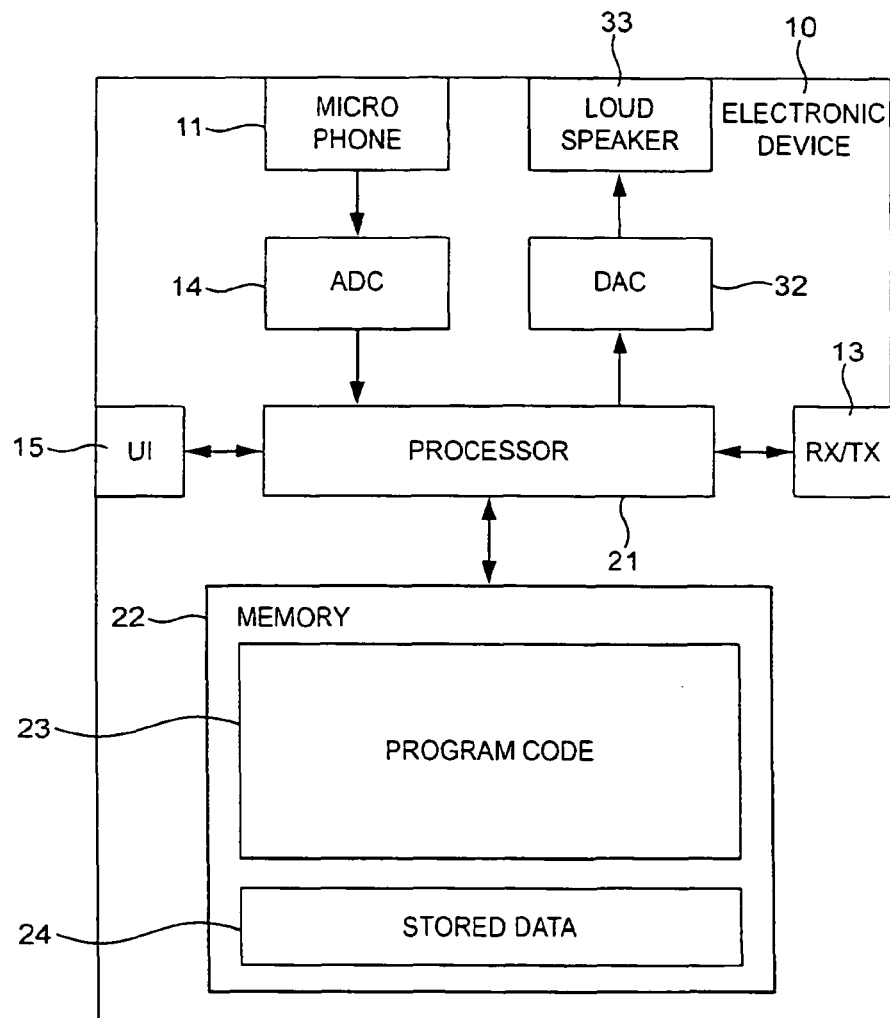 33
10
11
MICRO
PHONE
LOUD
SPEAKER
ELECTRONIC
DEVICE
14
ADC
DAC
32
13
15
UI
PROCESSOR
RX/TX
21
22
MEMORY
23
PROGRAM CODE
24
STORED DATA